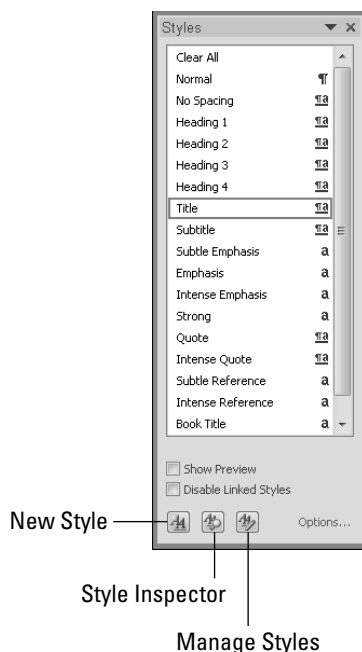 Styles
Clear All
Normal ¶
No Spacing ¶a
Heading 1 ¶a
Heading 2 ¶a
Heading 3 ¶a
Heading 4 ¶a
Title ¶a
Subtitle ¶a
Subtle Emphasis a
Emphasis a
Intense Emphasis a
Strong a
Quote ¶a
Intense Quote ¶a
Subtle Reference a
Intense Reference a
Book Title a
Show Preview
Disable Linked Styles
Options...
New Style
Style Inspector
Manage Styles